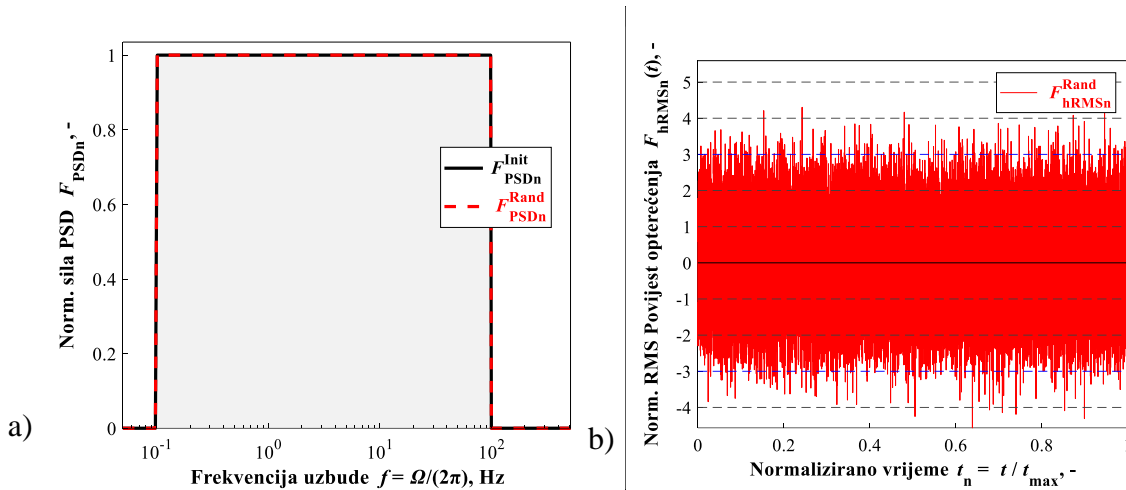 a)
Norm. sila PSD F_PSDn, -
1
0.8
0.6
0.4
0.2
0
F^Init_PSDn
F^Rand_PSDn
10^-1 10^0 10^1 10^2
Frekvencija uzbude f = Ω/(2π), Hz
b)
Norm. RMS Povijest opterećenja F_hRMSn(t), -
5
4
3
2
1
0
-1
-2
-3
-4
F^Rand_hRMSn
0 0.2 0.4 0.6 0.8 1
Normalizirano vrijeme t_n = t / t_max, -